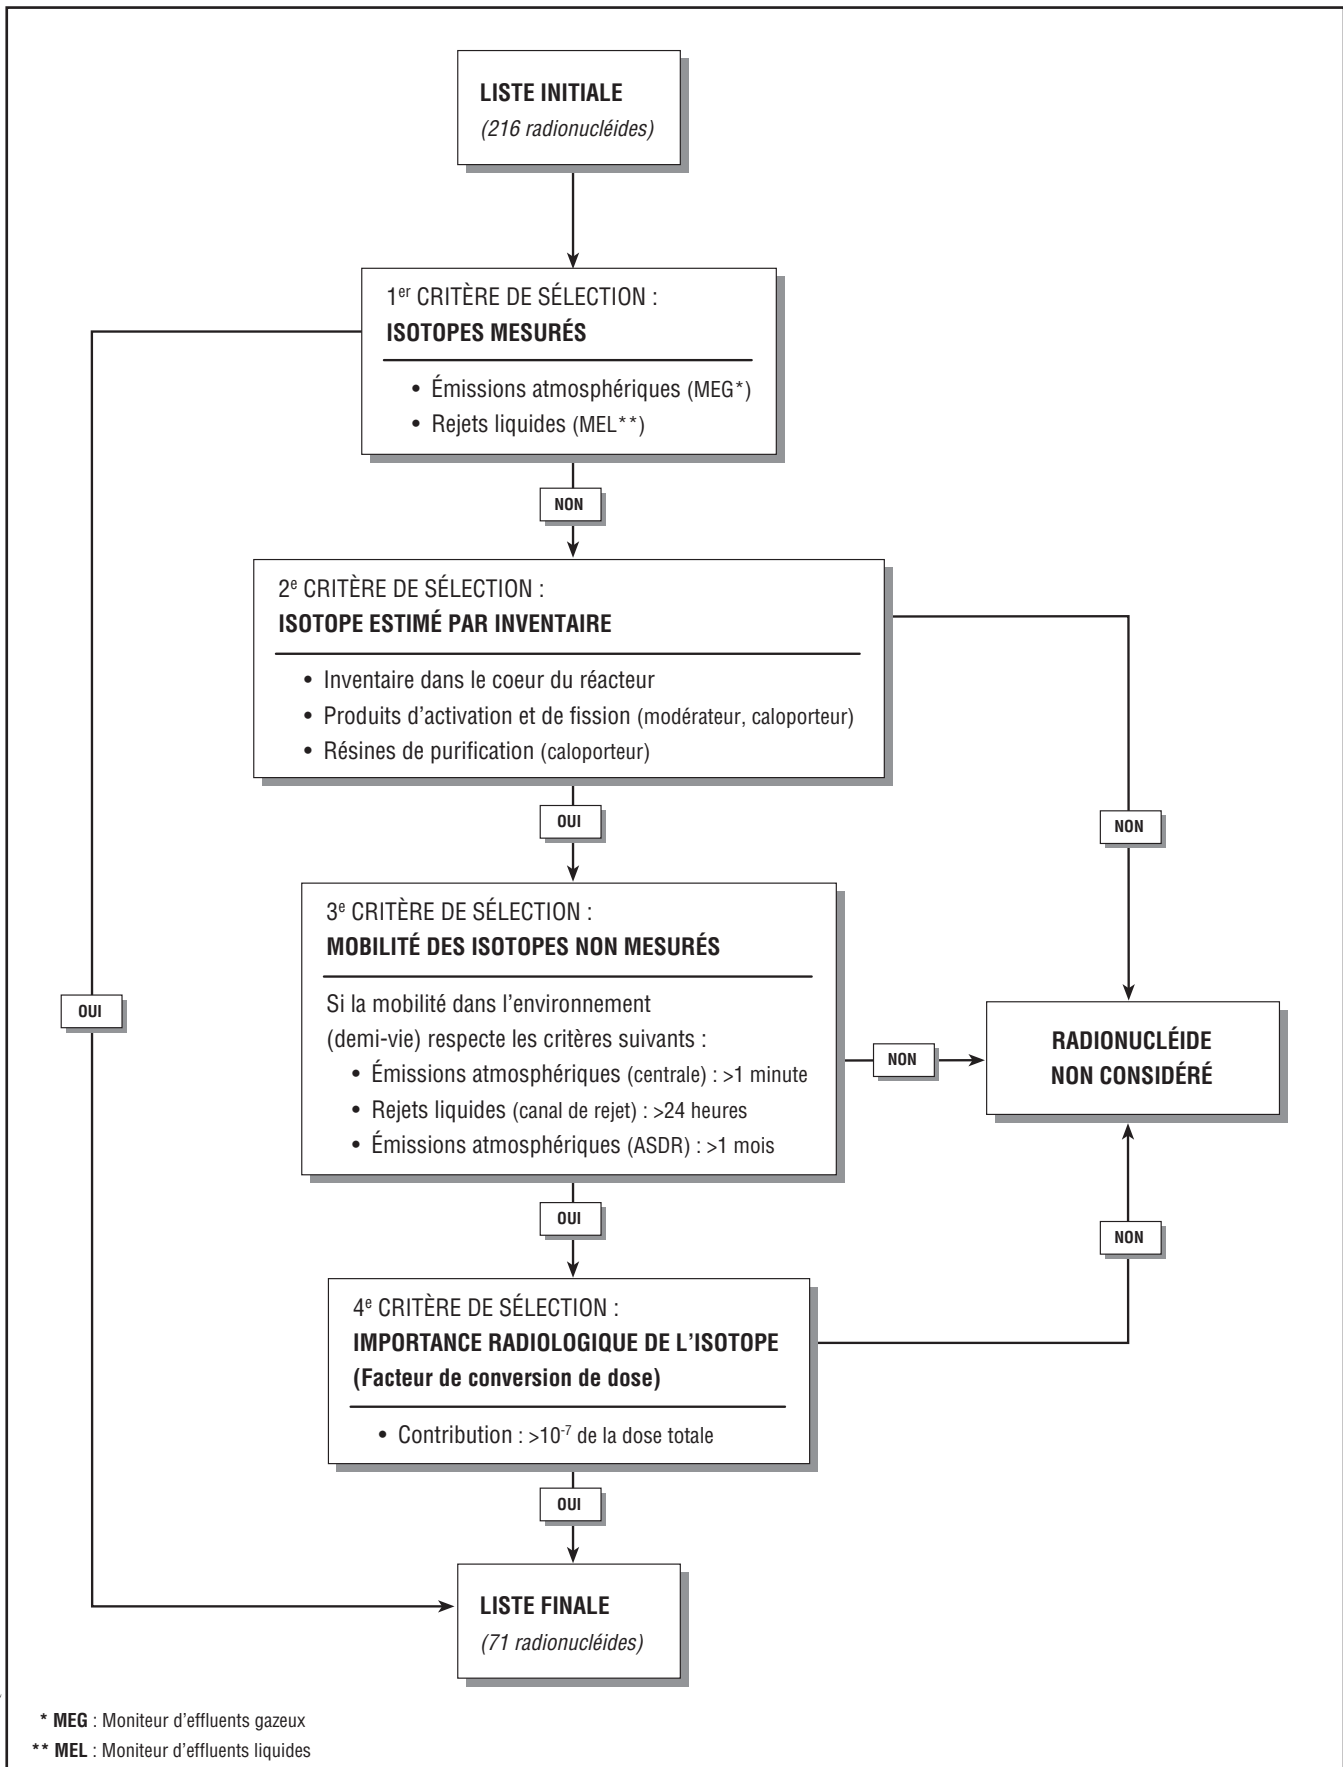 LISTE INITIALE
(216 radionucléides)
1er CRITÈRE DE SÉLECTION :
ISOTOPES MESURÉS
• Émissions atmosphériques (MEG*)
• Rejets liquides (MEL**)
NON
2e CRITÈRE DE SÉLECTION :
ISOTOPE ESTIMÉ PAR INVENTAIRE
• Inventaire dans le coeur du réacteur
• Produits d'activation et de fission (modérateur, caloporteur)
• Résines de purification (caloporteur)
OUI
NON
3e CRITÈRE DE SÉLECTION :
MOBILITÉ DES ISOTOPES NON MESURÉS
Si la mobilité dans l'environnement
(demi-vie) respecte les critères suivants :
• Émissions atmosphériques (centrale) : >1 minute
• Rejets liquides (canal de rejet) : >24 heures
• Émissions atmosphériques (ASDR) : >1 mois
OUI
NON
RADIONUCLÉIDE
NON CONSIDÉRÉ
OUI
NON
4e CRITÈRE DE SÉLECTION :
IMPORTANCE RADIOLOGIQUE DE L'ISOTOPE
(Facteur de conversion de dose)
• Contribution : >10-7 de la dose totale
OUI
LISTE FINALE
(71 radionucléides)
* MEG : Moniteur d'effluents gazeux
** MEL : Moniteur d'effluents liquides